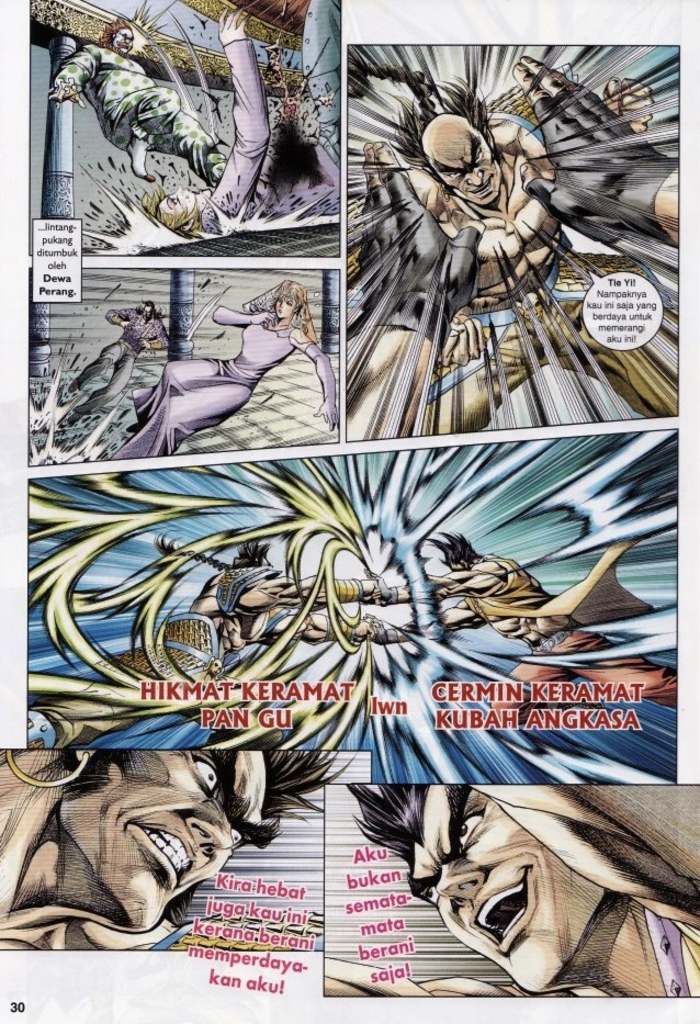 ...lintang-
pukang
ditumbuk
oleh
Dewa
Perang.
Tie Yi!
Nampaknya
kau ini saja
yang
berdaya untuk
memerangi
aku ini!
HIKMAT KERAMAT
PAN GU
lwn
CERMIN KERAMAT
KUBAH ANGKASA
Kira hebat
juga kau ini
kerana berani
memperdaya-
kan aku!
Aku
bukan
semata-
mata
berani
saja!
30